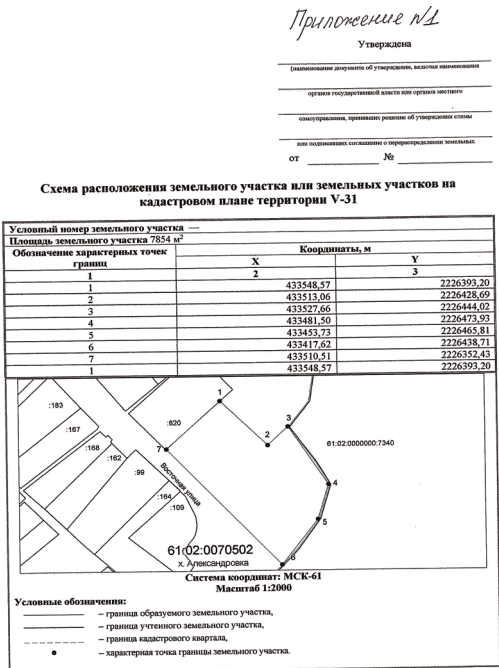 Приложение №1
Утверждена
(наименование документа об утверждении, включая наименования
органов государственной власти или органов местного
самоуправления, принявших решение об утверждении схемы
или подписавших соглашение о перераспределении земельных
от № 
Схема расположения земельного участка или земельных участков на
кадастровом плане территории V-31
Условный номер земельного участка —
Площадь земельного участка 7854 м²
Обозначение характерных точек границ Координаты, м
X Y
1 2 3
1 433548,57 2226393,20
2 433513,06 2226428,69
3 433527,66 2226444,02
4 433481,50 2226473,93
5 433453,73 2226465,81
6 433417,62 2226438,71
7 433510,51 2226352,43
1 433548,57 2226393,20
:183
1
:167
:820
3
:168
2
61:02:0000000:7340
:162
7
:99
Восточная улица
4
:164
:109
5
61:02:0070502
х. Александровка
6
Система координат: МСК-61
Масштаб 1:2000
Условные обозначения:
– граница образуемого земельного участка,
– граница учтенного земельного участка,
– граница кадастрового квартала,
– характерная точка границы земельного участка.